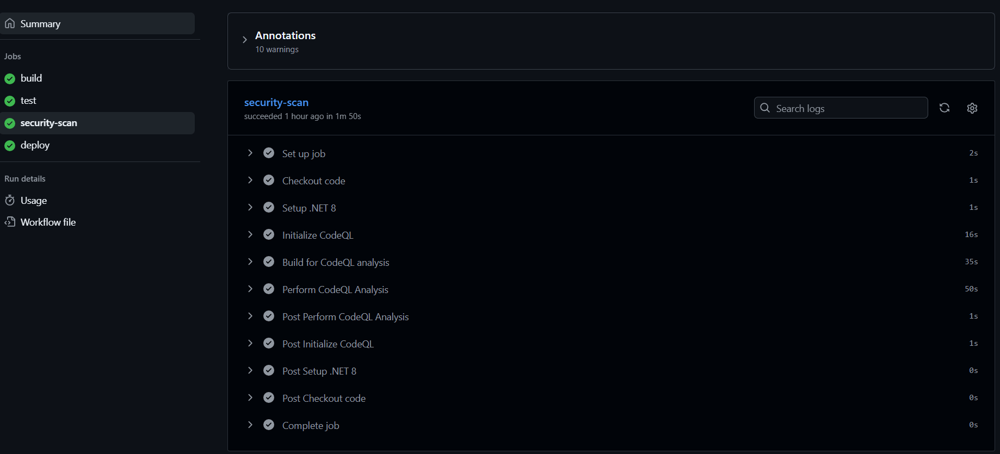 Summary
Jobs
build
test
security-scan
deploy
Run details
Usage
Workflow file
Annotations
10 warnings
security-scan
succeeded 1 hour ago in 1m 50s
Search logs
Set up job 2s
Checkout code 1s
Setup .NET 8 1s
Initialize CodeQL 16s
Build for CodeQL analysis 35s
Perform CodeQL Analysis 50s
Post Perform CodeQL Analysis 1s
Post Initialize CodeQL 1s
Post Setup .NET 8 0s
Post Checkout code 0s
Complete job 0s